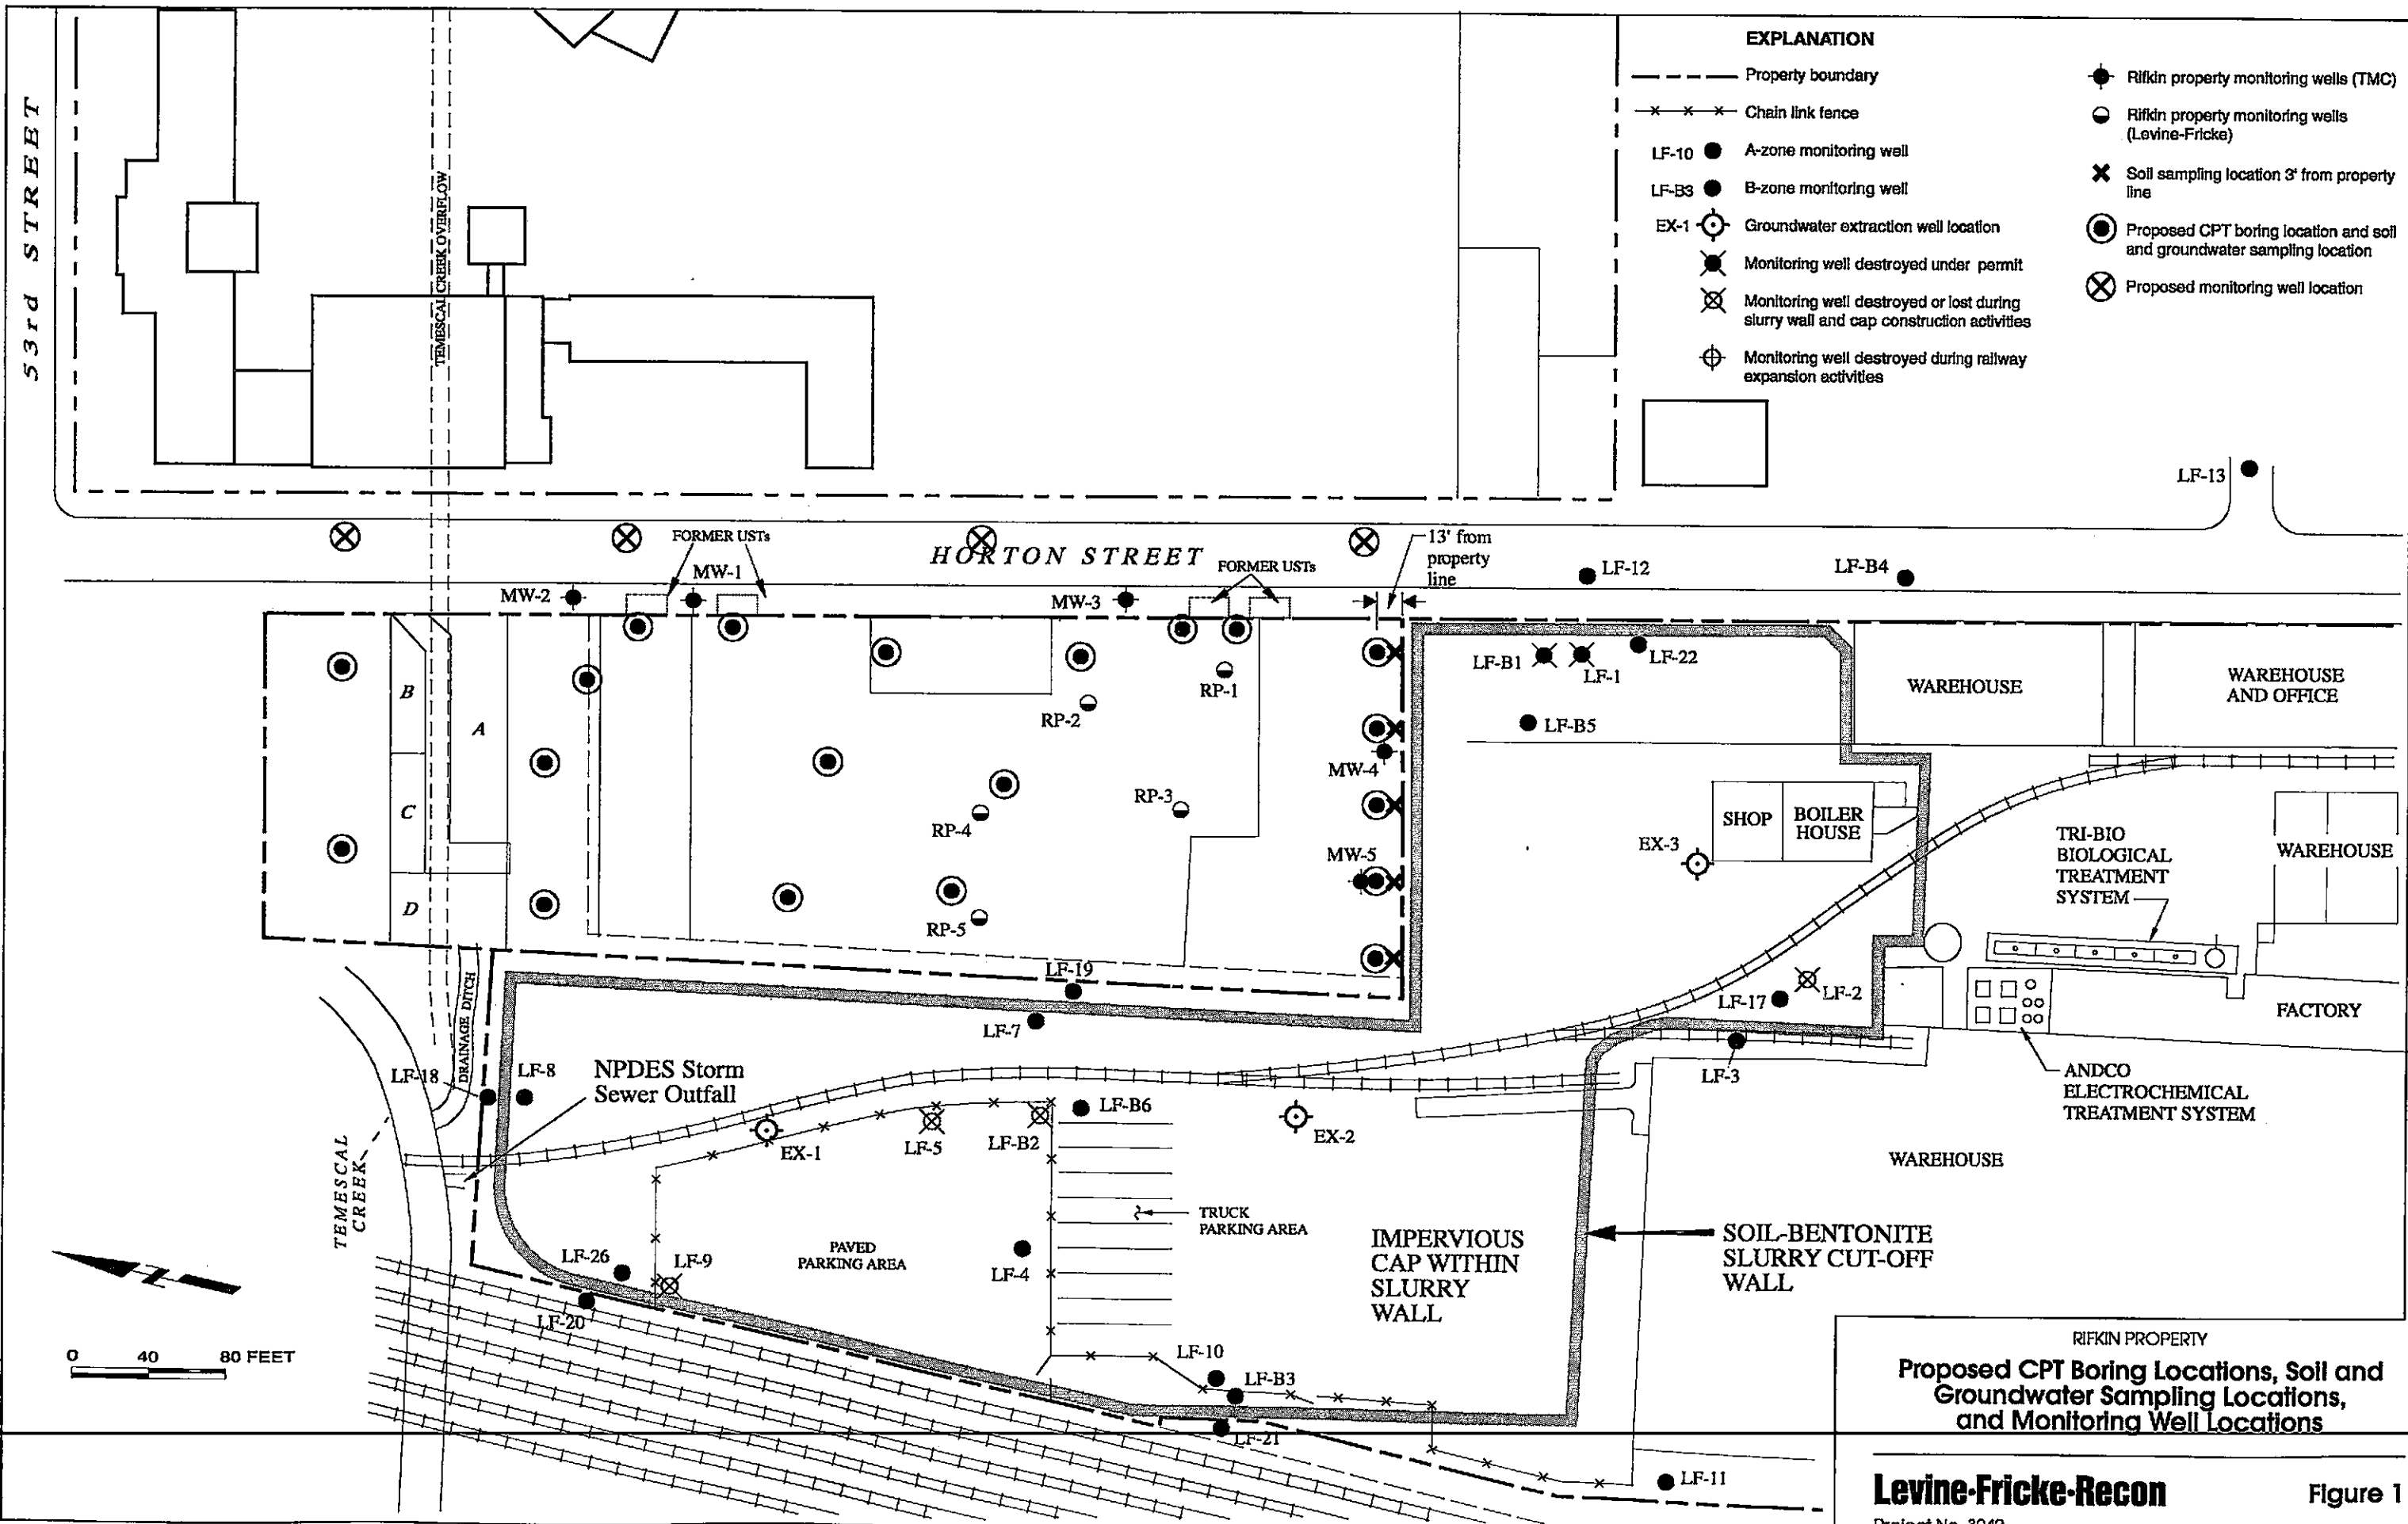 EXPLANATION
Property boundary
Chain link fence
LF-10 A-zone monitoring well
LF-B3 B-zone monitoring well
EX-1 Groundwater extraction well location
Monitoring well destroyed under permit
Monitoring well destroyed or lost during
slurry wall and cap construction activities
Monitoring well destroyed during railway
expansion activities
Rifkin property monitoring wells (TMC)
Rifkin property monitoring wells
(Levine-Fricke)
Soil sampling location 3' from property
line
Proposed CPT boring location and soil
and groundwater sampling location
Proposed monitoring well location
53rd STREET
TEMESCAL CREEK OVERFLOW
LF-13
FORMER USTs
HORTON STREET
13' from
property
line
FORMER USTs
MW-1
MW-2
MW-3
LF-12
LF-B4
B
A
C
D
RP-1
RP-2
MW-4
RP-3
RP-4
MW-5
RP-5
LF-B1
LF-1
LF-22
LF-B5
WAREHOUSE
WAREHOUSE
AND OFFICE
SHOP
BOILER
HOUSE
EX-3
TRI-BIO
BIOLOGICAL
TREATMENT
SYSTEM
WAREHOUSE
LF-19
LF-7
LF-17
LF-2
FACTORY
DRAINAGE DITCH
LF-18
LF-8
NPDES Storm
Sewer Outfall
LF-3
ANDCO
ELECTROCHEMICAL
TREATMENT SYSTEM
EX-1
LF-5
LF-B2
LF-B6
EX-2
WAREHOUSE
TEMESCAL
CREEK
TRUCK
PARKING AREA
PAVED
PARKING AREA
IMPERVIOUS
CAP WITHIN
SLURRY
WALL
SOIL-BENTONITE
SLURRY CUT-OFF
WALL
LF-26
LF-9
LF-4
LF-20
LF-10
LF-B3
LF-21
LF-11
0 40 80 FEET
RIFKIN PROPERTY
Proposed CPT Boring Locations, Soil and
Groundwater Sampling Locations,
and Monitoring Well Locations
Levine•Fricke•Recon
Figure 1
Project No.